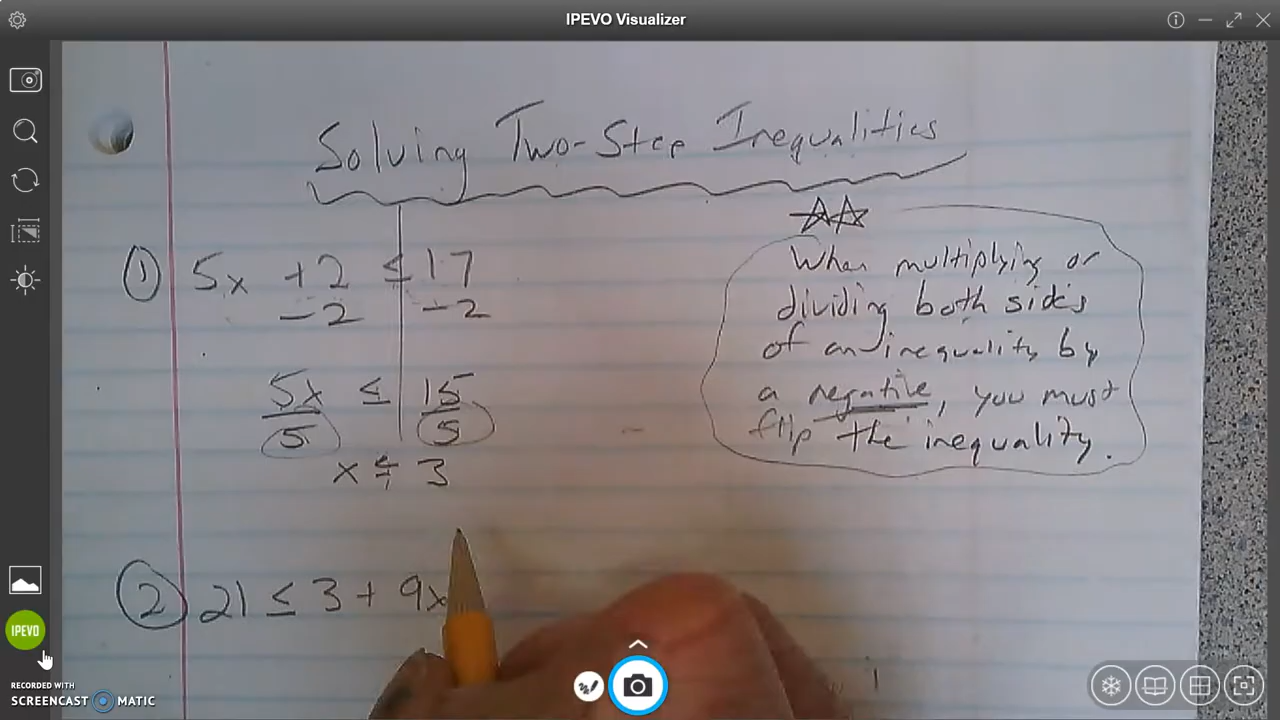 IPEVO Visualizer
Solving Two-Step Inequalities
① 5x + 2 ≤ 17
- 2 - 2
5x ≤ 15
5 5
x ≤ 3
When multiplying or
dividing both sides
of an inequality by
a negative, you must
flip the inequality.
② 21 ≤ 3 + 9x
IPEVO
RECORDED WITH
SCREENCAST MATIC